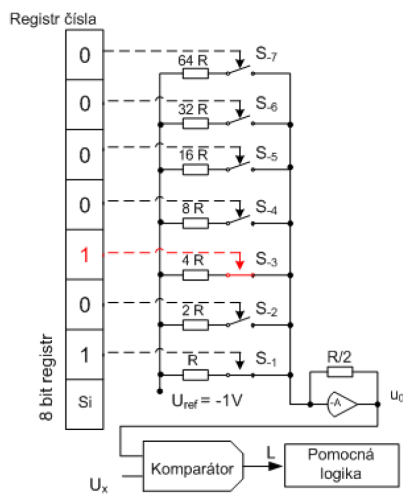 Registr čísla
0
64 R
S-7
0
32 R
S-6
0
16 R
S-5
0
8 R
S-4
1
4 R
S-3
0
2 R
S-2
1
R
S-1
Si
8 bit registr
Uref = -1V
R/2
-A
u0
Komparátor
L
Pomocná
logika
Ux